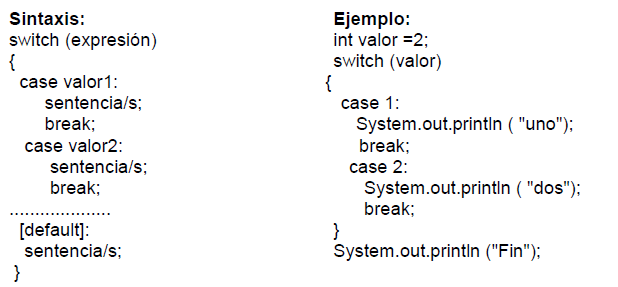 Sintaxis:
switch (expresión)
{
case valor1:
sentencia/s;
break;
case valor2:
sentencia/s;
break;
....................
[default]:
sentencia/s;
}
Ejemplo:
int valor =2;
switch (valor)
{
case 1:
System.out.println ( "uno");
break;
case 2:
System.out.println ( "dos");
break;
}
System.out.println ("Fin");